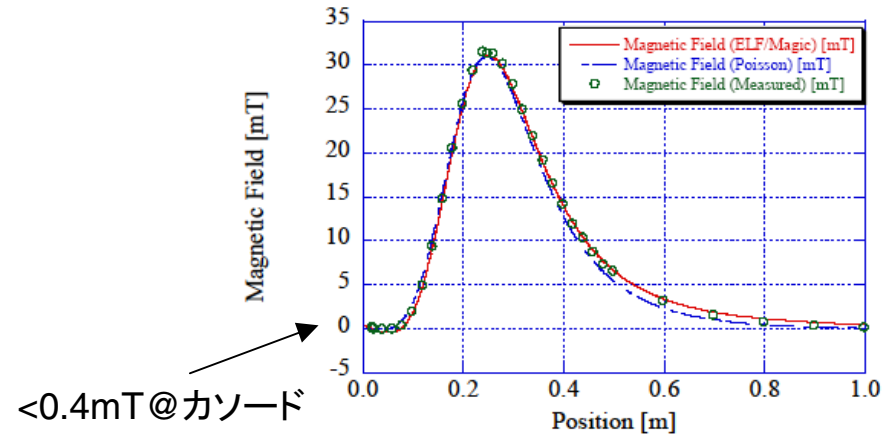 35
30
25
20
15
10
5
0
-5
Magnetic Field [mT]
Magnetic Field (ELF/Magic) [mT]
Magnetic Field (Poisson) [mT]
Magnetic Field (Measured) [mT]
0.0 0.2 0.4 0.6 0.8 1.0
Position [m]
<0.4mT@カソード